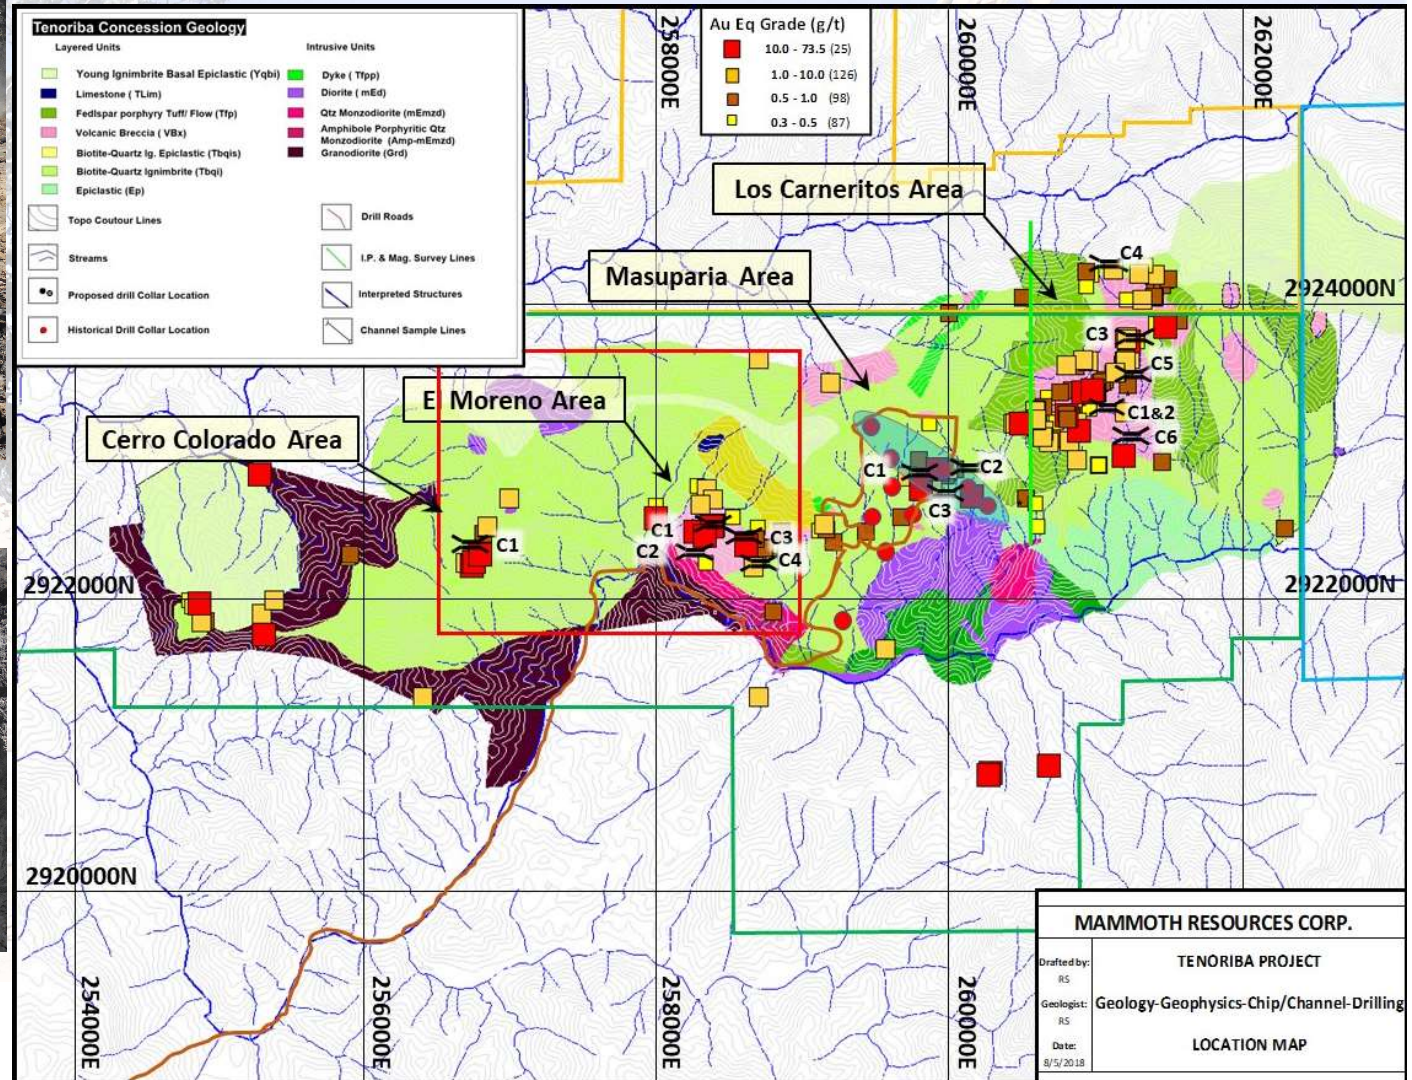 Tenoriba Concession Geology
Layered Units
Intrusive Units
Young Ignimbrite Basal Epiclastic (Yqbi)
Limestone ( TLim)
Fedlspar porphyry Tuff/ Flow (Tfp)
Volcanic Breccia ( VBx)
Biotite-Quartz Ig. Epiclastic (Tbqis)
Biotite-Quartz Ignimbrite (Tbqi)
Epiclastic (Ep)
Dyke ( Tfpp)
Diorite ( mEd)
Qtz Monzodiorite (mEmzd)
Amphibole Porphyritic Qtz
Monzodiorite (Amp-mEmzd)
Granodiorite (Grd)
Topo Coutour Lines
Drill Roads
Streams
I.P. & Mag. Survey Lines
Proposed drill Collar Location
Interpreted Structures
Historical Drill Collar Location
Channel Sample Lines
Au Eq Grade (g/t)
10.0 - 73.5 (25)
1.0 - 10.0 (126)
0.5 - 1.0 (98)
0.3 - 0.5 (87)
258000E
260000E
262000E
Los Carneritos Area
Masuparia Area
El Moreno Area
Cerro Colorado Area
2924000N
C4
C3
C5
C1&2
C6
C1
C2
C3
C1
C2
C3
C4
C1
2922000N
2922000N
2920000N
254000E
256000E
258000E
260000E
MAMMOTH RESOURCES CORP.
Drafted by:
RS
TENORIBA PROJECT
Geologist:
RS
Geology-Geophysics-Chip/Channel-Drilling
Date:
8/5/2018
LOCATION MAP